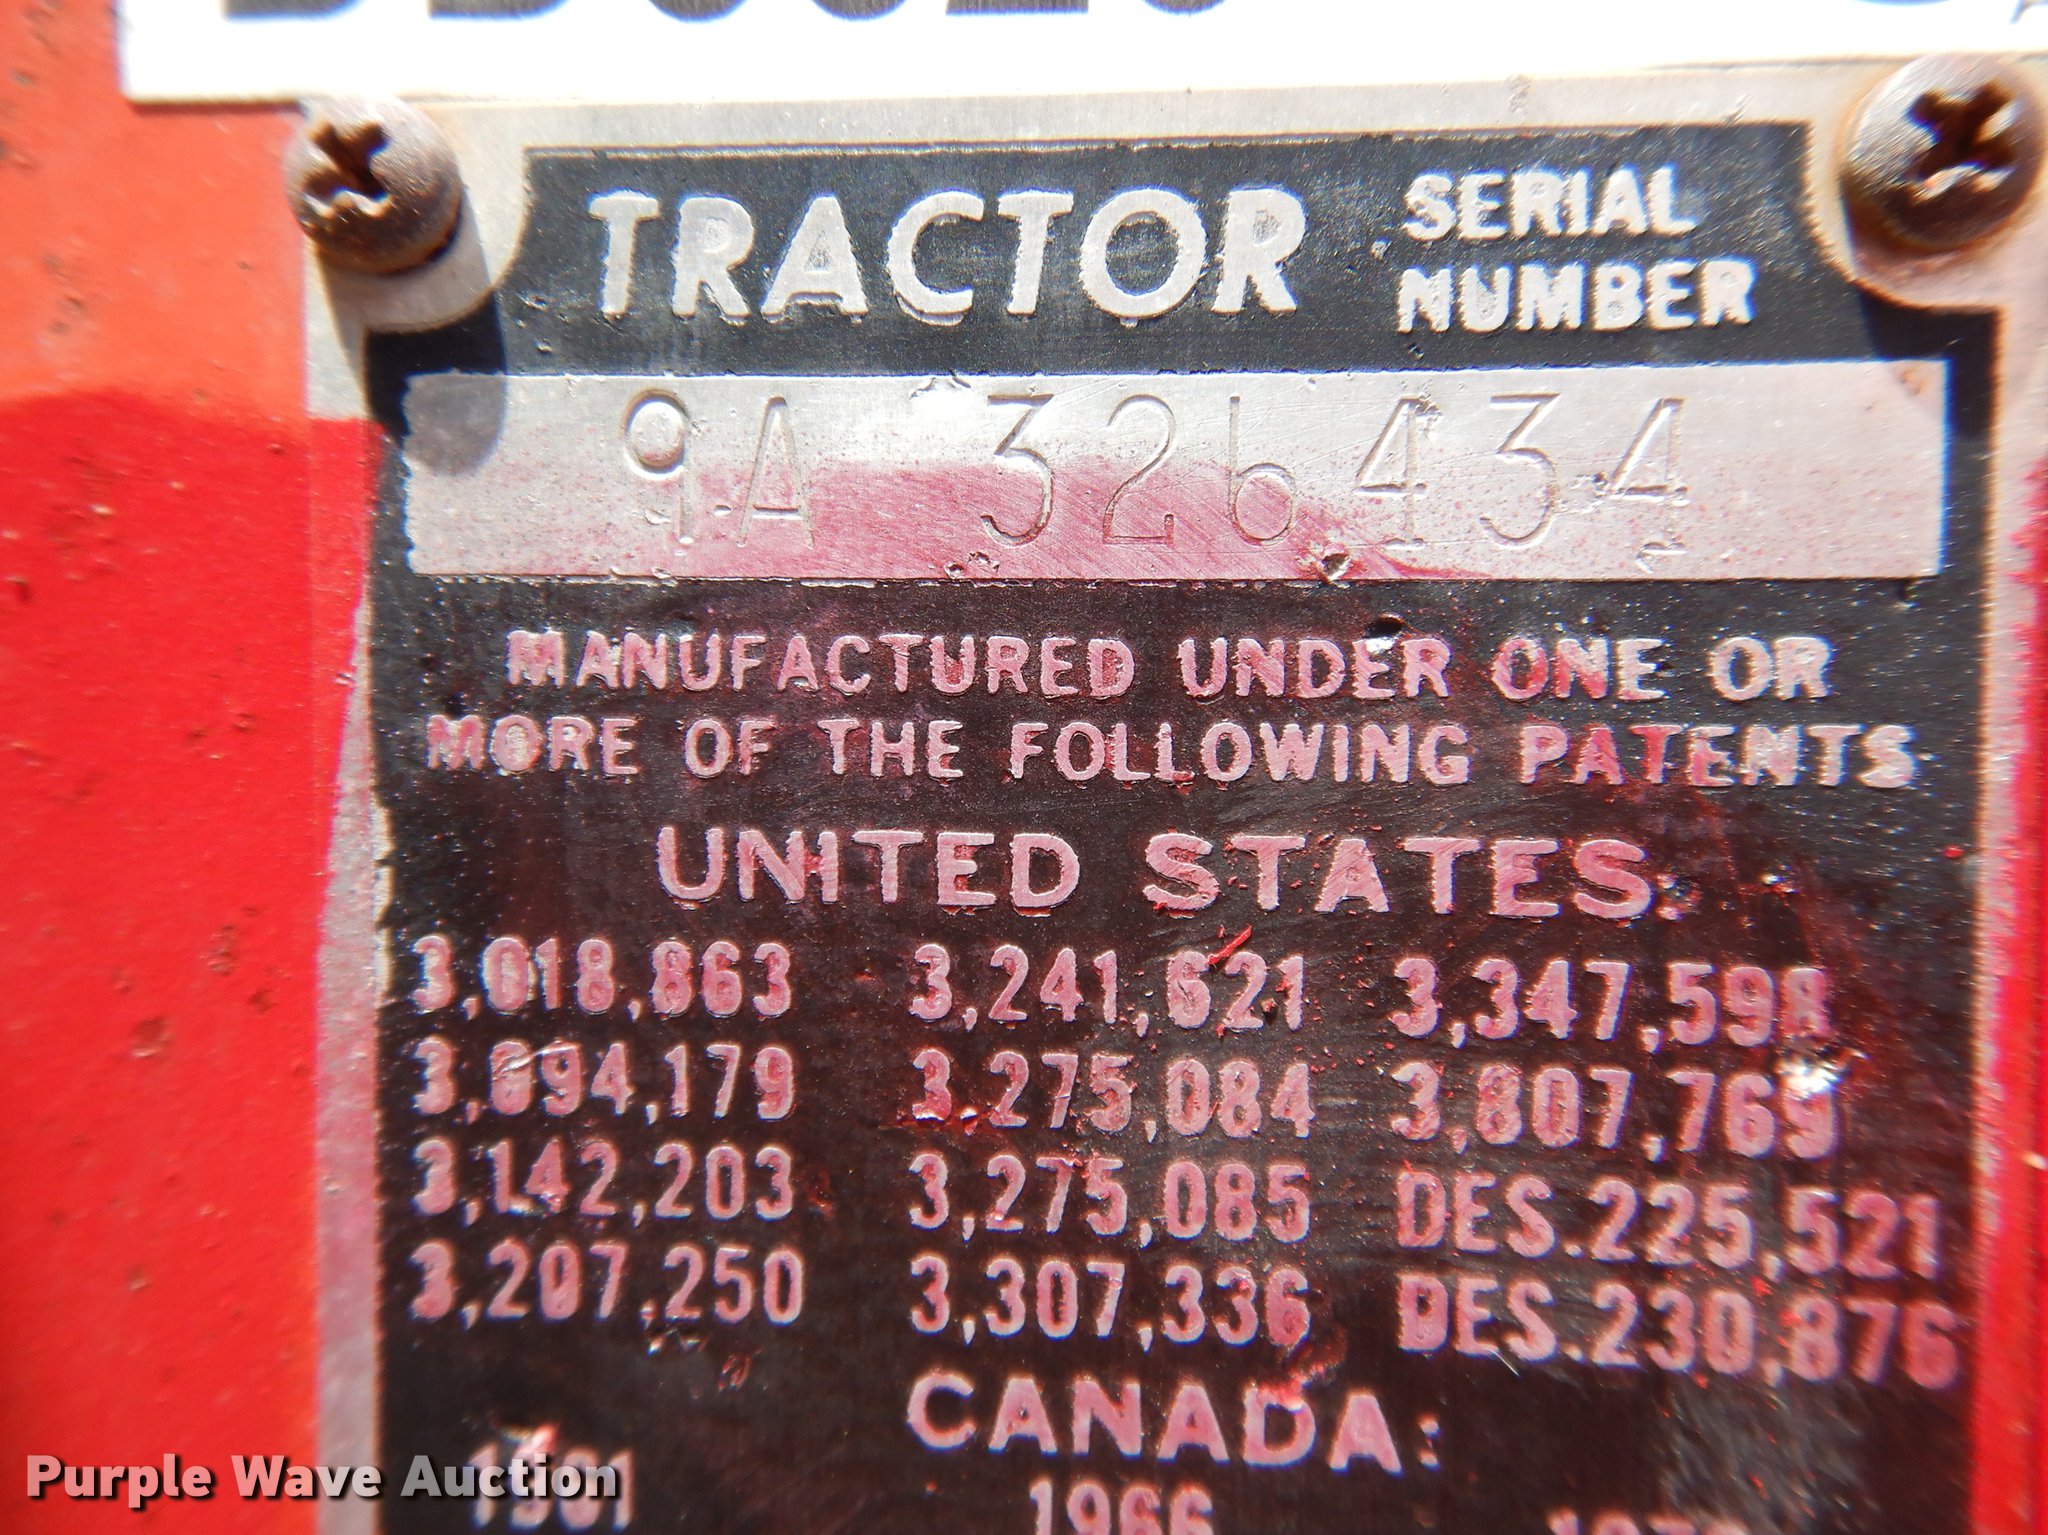 TRACTOR SERIAL NUMBER
9A 326434
MANUFACTURED UNDER ONE OR
MORE OF THE FOLLOWING PATENTS
UNITED STATES:
3,018,863 3,241,621 3,347,598
3,094,179 3,275,084 3,807,769
3,142,203 3,275,085 DES.225,521
3,207,250 3,307,336 DES.230,876
CANADA:
1966
Purple Wave Auction